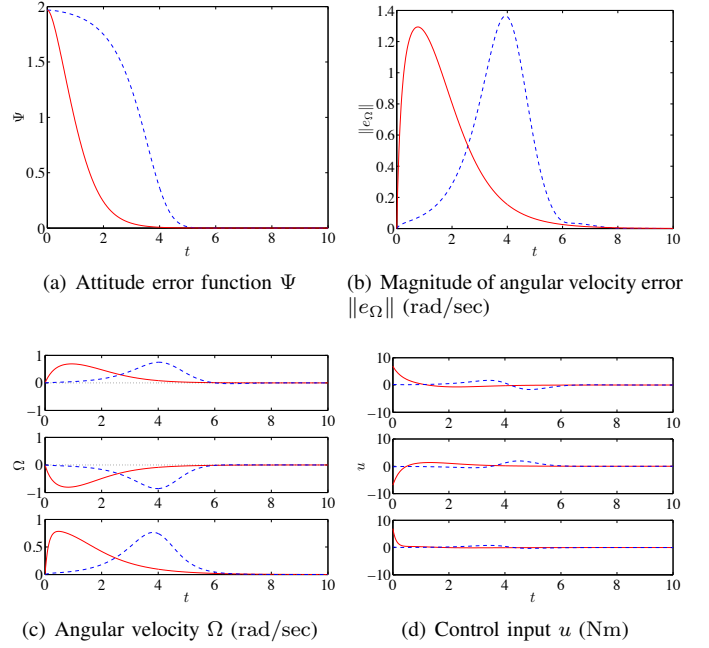 2
1.5
1
0.5
0
Ψ
0 2 4 6 8 10
t
(a) Attitude error function Ψ
1.4
1.2
1
0.8
0.6
0.4
0.2
0
‖e_Ω‖
0 2 4 6 8 10
t
(b) Magnitude of angular velocity error
‖e_Ω‖ (rad/sec)
1
0
−1
0 2 4 6 8 10
1
0
−1
Ω
0 2 4 6 8 10
1
0.5
0
0 2 4 6 8 10
t
(c) Angular velocity Ω (rad/sec)
10
0
−10
0 2 4 6 8 10
10
0
−10
u
0 2 4 6 8 10
10
0
−10
0 2 4 6 8 10
t
(d) Control input u (Nm)